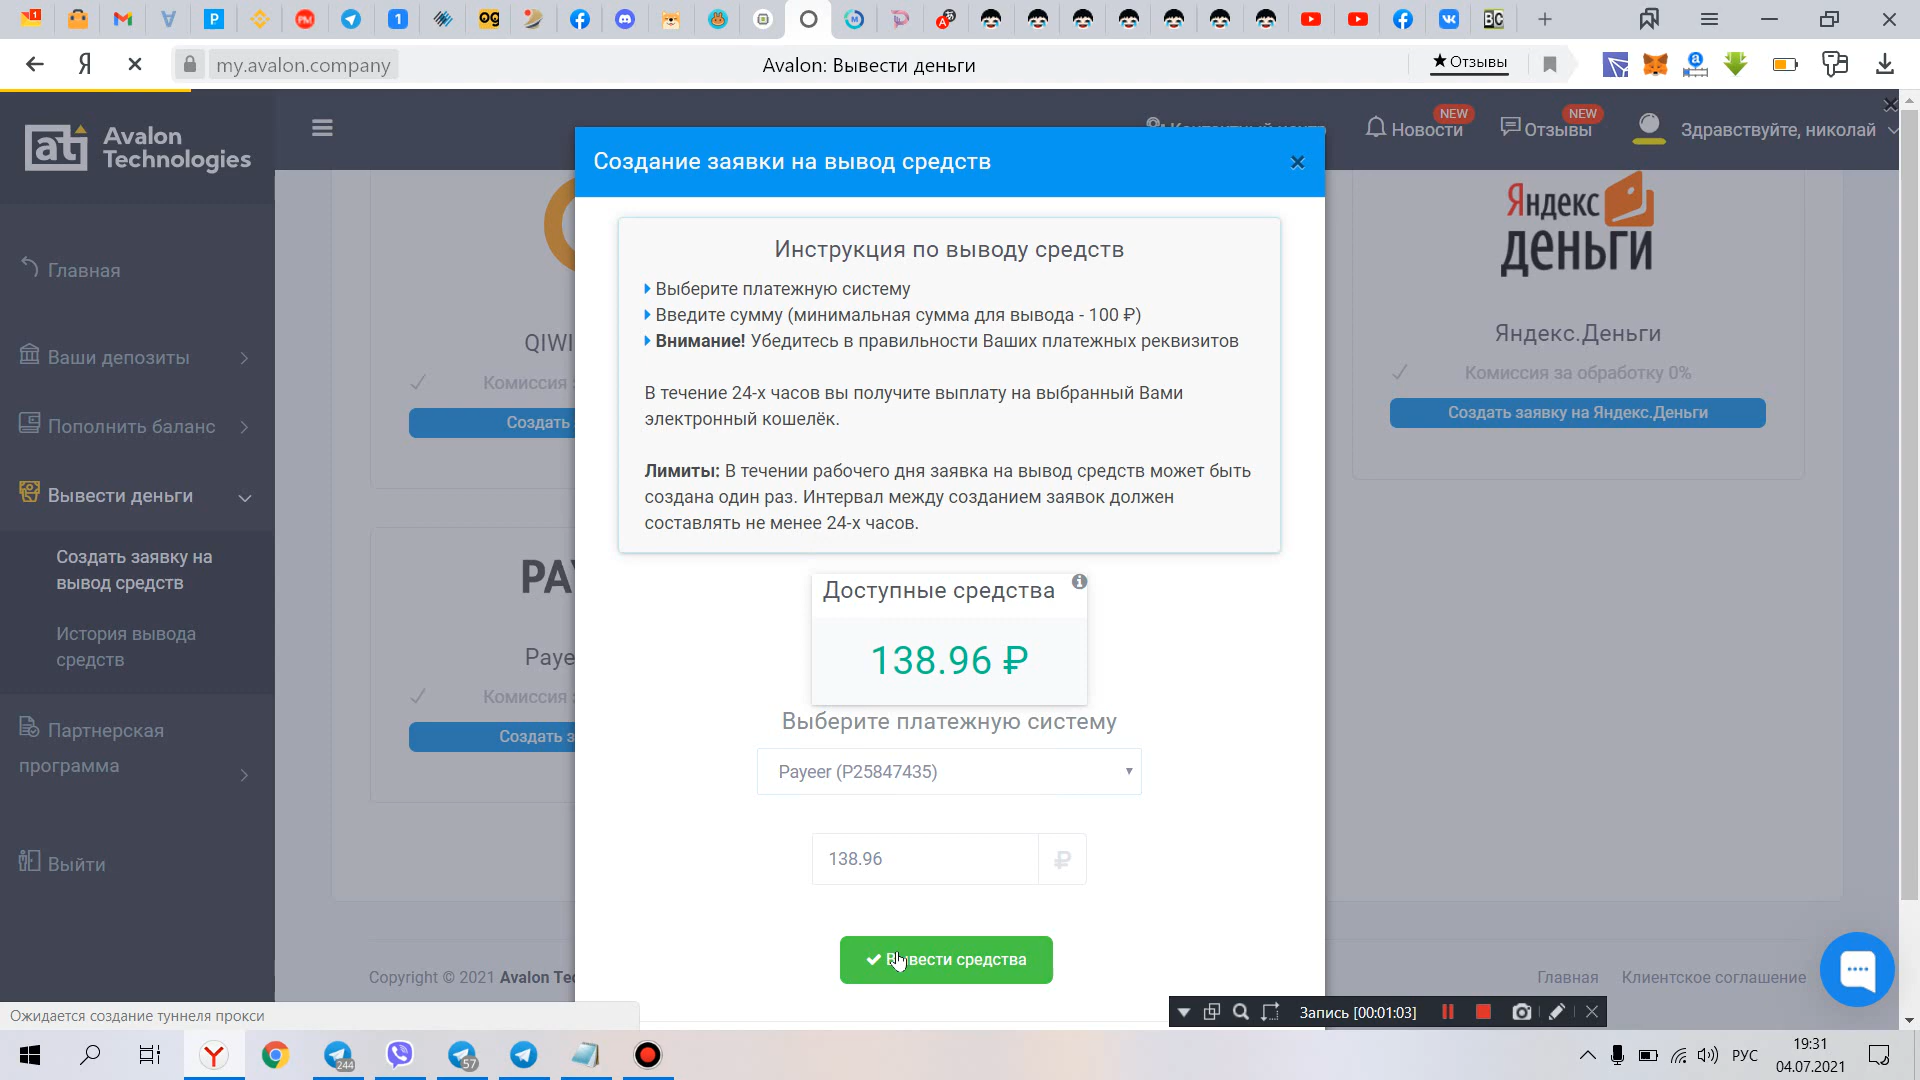 my.avalon.company
Avalon: Вывести деньги
★ Отзывы
Avalon
Technologies
NEW
Новости
NEW
Отзывы
Здравствуйте, николай
Главная
Ваши депозиты
Пополнить баланс
Вывести деньги
Создать заявку на
вывод средств
История вывода
средств
Партнерская
программа
Выйти
Создание заявки на вывод средств
×
Инструкция по выводу средств
Выберите платежную систему
Введите сумму (минимальная сумма для вывода - 100 ₽)
Внимание! Убедитесь в правильности Ваших платежных реквизитов
В течение 24-х часов вы получите выплату на выбранный Вами
электронный кошелёк.
Лимиты: В течении рабочего дня заявка на вывод средств может быть
создана один раз. Интервал между созданием заявок должен
составлять не менее 24-х часов.
Доступные средства
138.96 ₽
Выберите платежную систему
Payeer (P25847435)
138.96 ₽
Вывести средства
QIWI
Комиссия
Создать
PAY
Paye
Комиссия
Создать з
Яндекс
деньги
Яндекс.Деньги
Комиссия за обработку 0%
Создать заявку на Яндекс.Деньги
Copyright © 2021 Avalon Te
Главная
Клиентское соглашение
Ожидается создание туннеля прокси
Запись [00:01:03]
244
57
РУС
19:31
04.07.2021